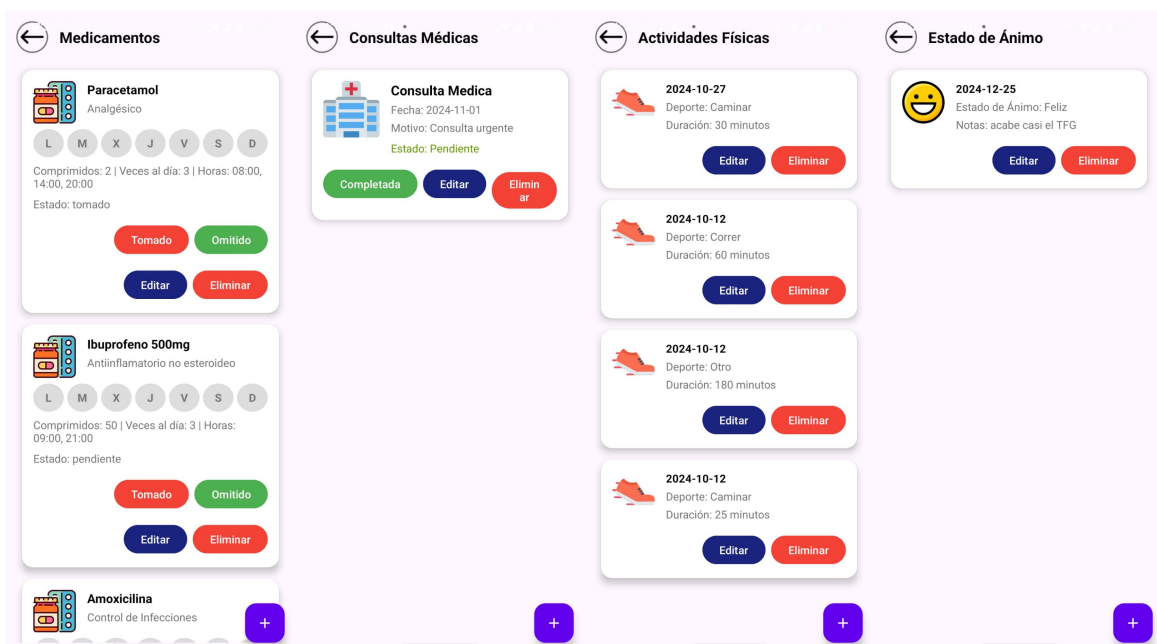 Medicamentos
Paracetamol
Analgésico
L M X J V S D
Comprimidos: 2 | Veces al día: 3 | Horas: 08:00,
14:00, 20:00
Estado: tomado
Tomado Omitido
Editar Eliminar
Ibuprofeno 500mg
Antiinflamatorio no esteroideo
L M X J V S D
Comprimidos: 50 | Veces al día: 3 | Horas:
09:00, 21:00
Estado: pendiente
Tomado Omitido
Editar Eliminar
Amoxicilina
Control de Infecciones
+
Consultas Médicas
Consulta Medica
Fecha: 2024-11-01
Motivo: Consulta urgente
Estado: Pendiente
Completada Editar Elimin
ar
+
Actividades Físicas
2024-10-27
Deporte: Caminar
Duración: 30 minutos
Editar Eliminar
2024-10-12
Deporte: Correr
Duración: 60 minutos
Editar Eliminar
2024-10-12
Deporte: Otro
Duración: 180 minutos
Editar Eliminar
2024-10-12
Deporte: Caminar
Duración: 25 minutos
Editar Eliminar
+
Estado de Ánimo
2024-12-25
Estado de Ánimo: Feliz
Notas: acabe casi el TFG
Editar Eliminar
+